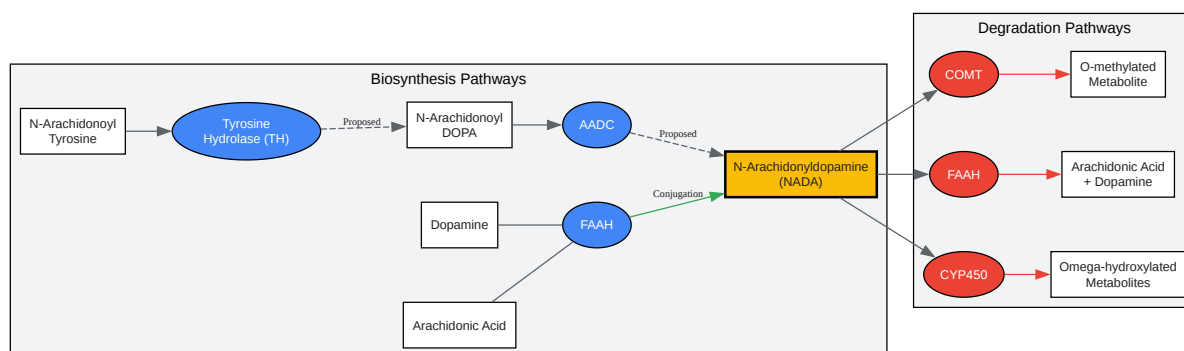 Biosynthesis Pathways
N-Arachidonoyl
Tyrosine
Tyrosine
Hydrolase (TH)
Proposed
N-Arachidonoyl
DOPA
AADC
Proposed
Dopamine
FAAH
Conjugation
Arachidonic Acid
N-Arachidonyldopamine
(NADA)
Degradation Pathways
COMT
O-methylated
Metabolite
FAAH
Arachidonic Acid
+ Dopamine
CYP450
Omega-hydroxylated
Metabolites